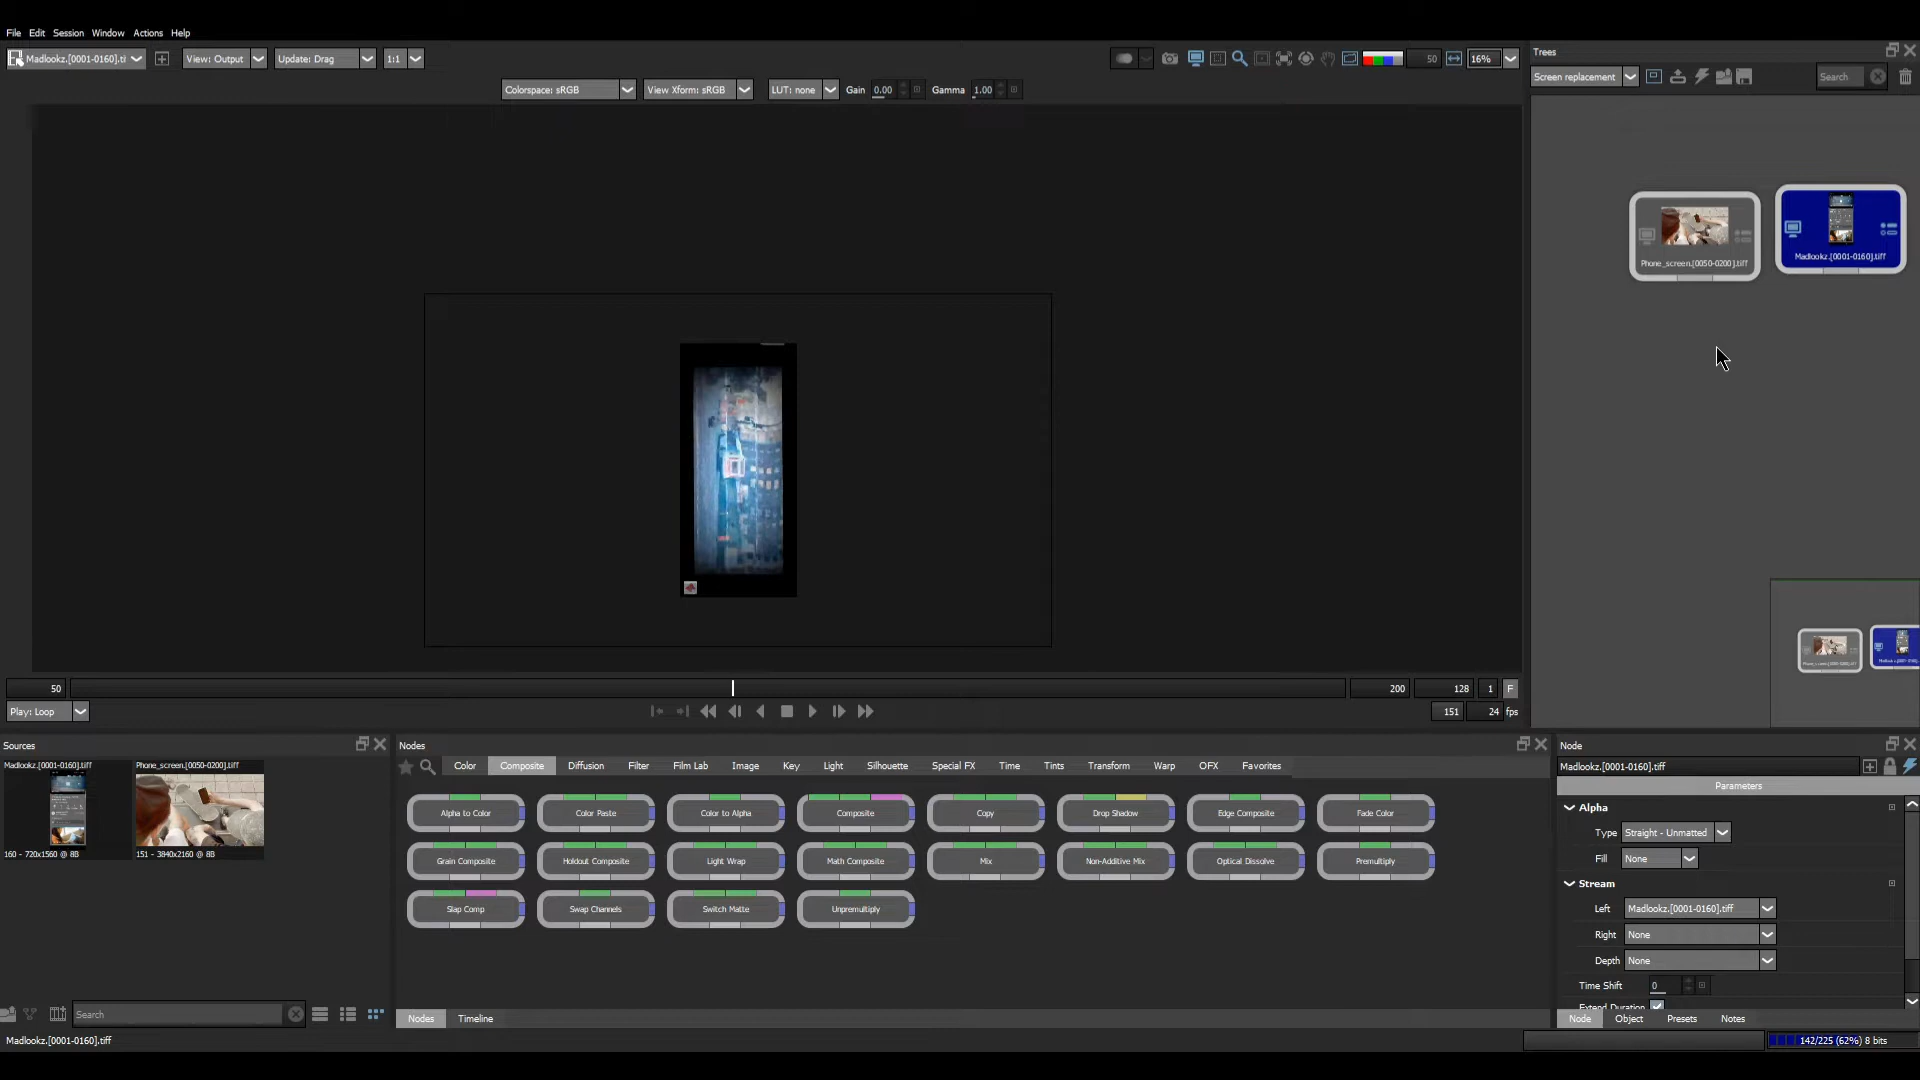 File Edit Session Window Actions Help
Trees
Madlookz.[0001-0160].ti View: Output Update: Drag 1:1 50 16%
Screen replacement Search
Colorspace: sRGB View Xform: sRGB LUT: none Gain 0.00 Gamma 1.00
Phone_screen.[0050-0200].tiff Madlookz.[0001-0160].tiff
50 200 128 1 F
Play: Loop 151 24 fps
Sources
Madlookz.[0001-0160].tiff Phone_screen.[0050-0200].tiff
160 - 720x1560 @ 8B 151 - 3840x2160 @ 8B
Search
Madlookz.[0001-0160].tiff
Nodes
Color Composite Diffusion Filter Film Lab Image Key Light Silhouette Special FX Time Tints Transform Warp OFX Favorites
Alpha to Color Color Paste Color to Alpha Composite Copy Drop Shadow Edge Composite Fade Color
Grain Composite Holdout Composite Light Wrap Math Composite Mix Non-Additive Mix Optical Dissolve Premultiply
Slap Comp Swap Channels Switch Matte Unpremultiply
Nodes Timeline
Node
Madlookz.[0001-0160].tiff
Parameters
Alpha
Type Straight - Unmatted
Fill None
Stream
Left Madlookz.[0001-0160].tiff
Right None
Depth None
Time Shift 0
Extend Duration
Node Object Presets Notes
142/225 (62%) 8 bits